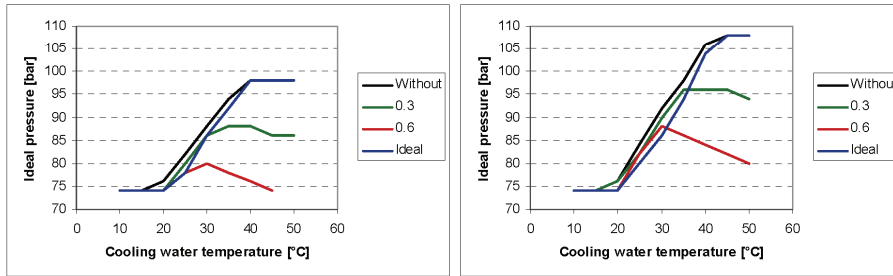 110
105
100
95
90
85
80
75
70
Ideal pressure [bar]
0 10 20 30 40 50 60
Cooling water temperature [°C]
Without
0.3
0.6
Ideal
110
105
100
95
90
85
80
75
70
Ideal pressure [bar]
0 10 20 30 40 50 60
Cooling water temperature [°C]
Without
0.3
0.6
Ideal